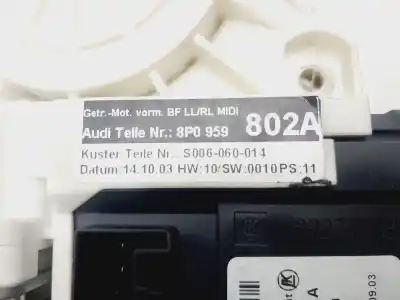 Getr.-Mot. vorm. BF LL/RL MIDI
Audi Teile Nr.: 8P0 959 802A
Kuster Teile Nr.: S006-060-014
Datum:14.10.03 HW:10/SW:0010PS:11